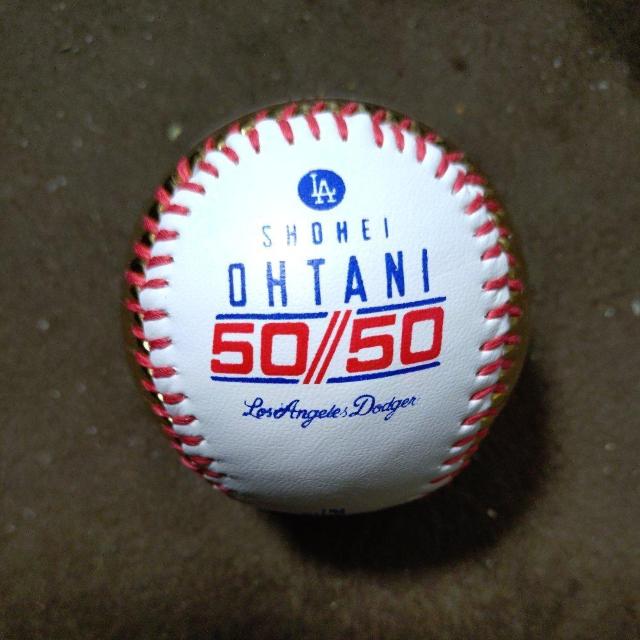 LA
SHOHEI
OHTANI
50//50
Los Angeles Dodger